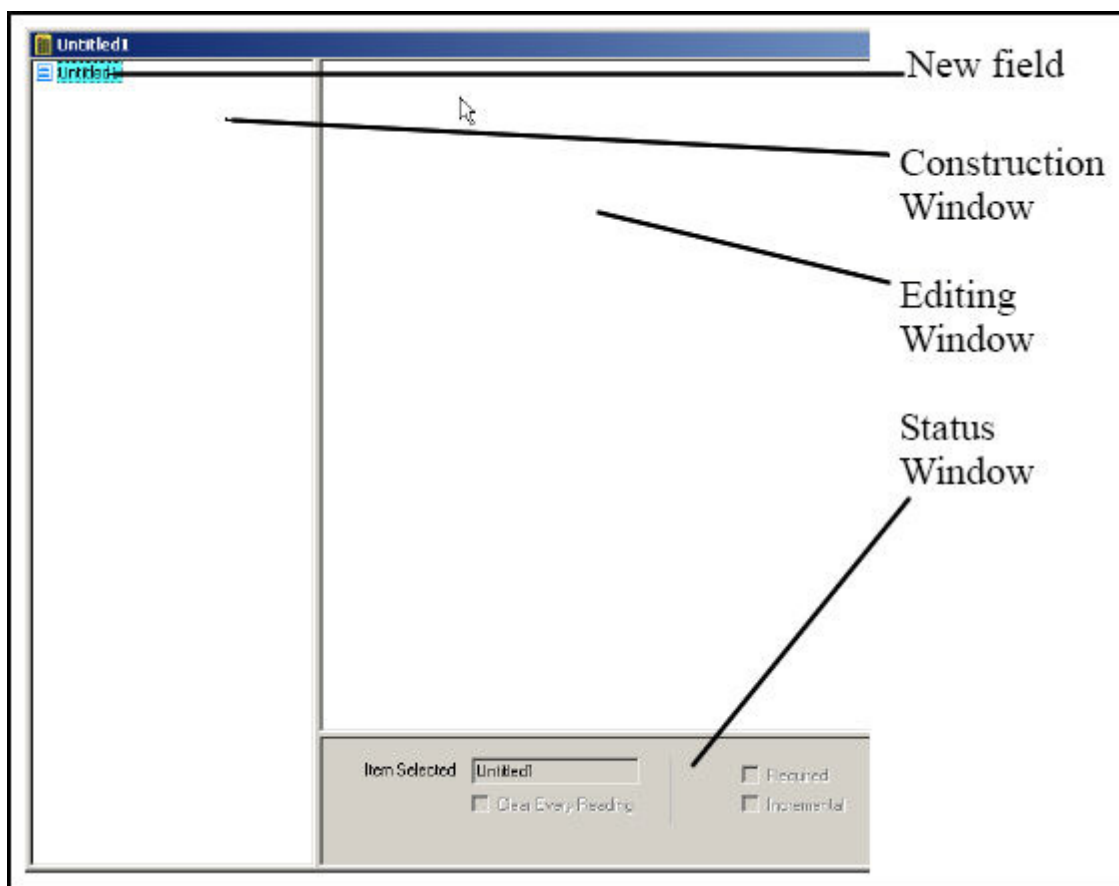 Untitled1
Untitled1
New field
Construction
Window
Editing
Window
Status
Window
Item Selected Untitled1
Required
Clear Every Reading
Incremental